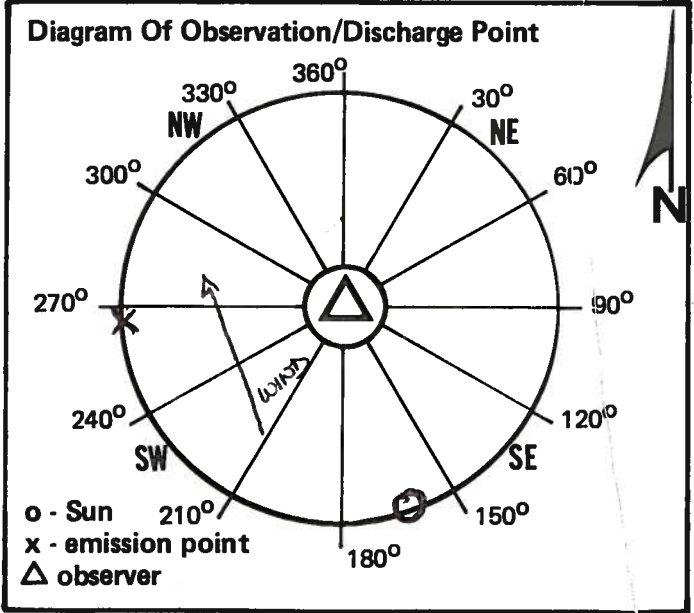 Diagram Of Observation/Discharge Point
360°
330°
30°
NW
NE
300°
60°
N
270°
90°
X
WIND
240°
120°
SW
SE
o - Sun
210°
150°
x - emission point
180°
△ observer